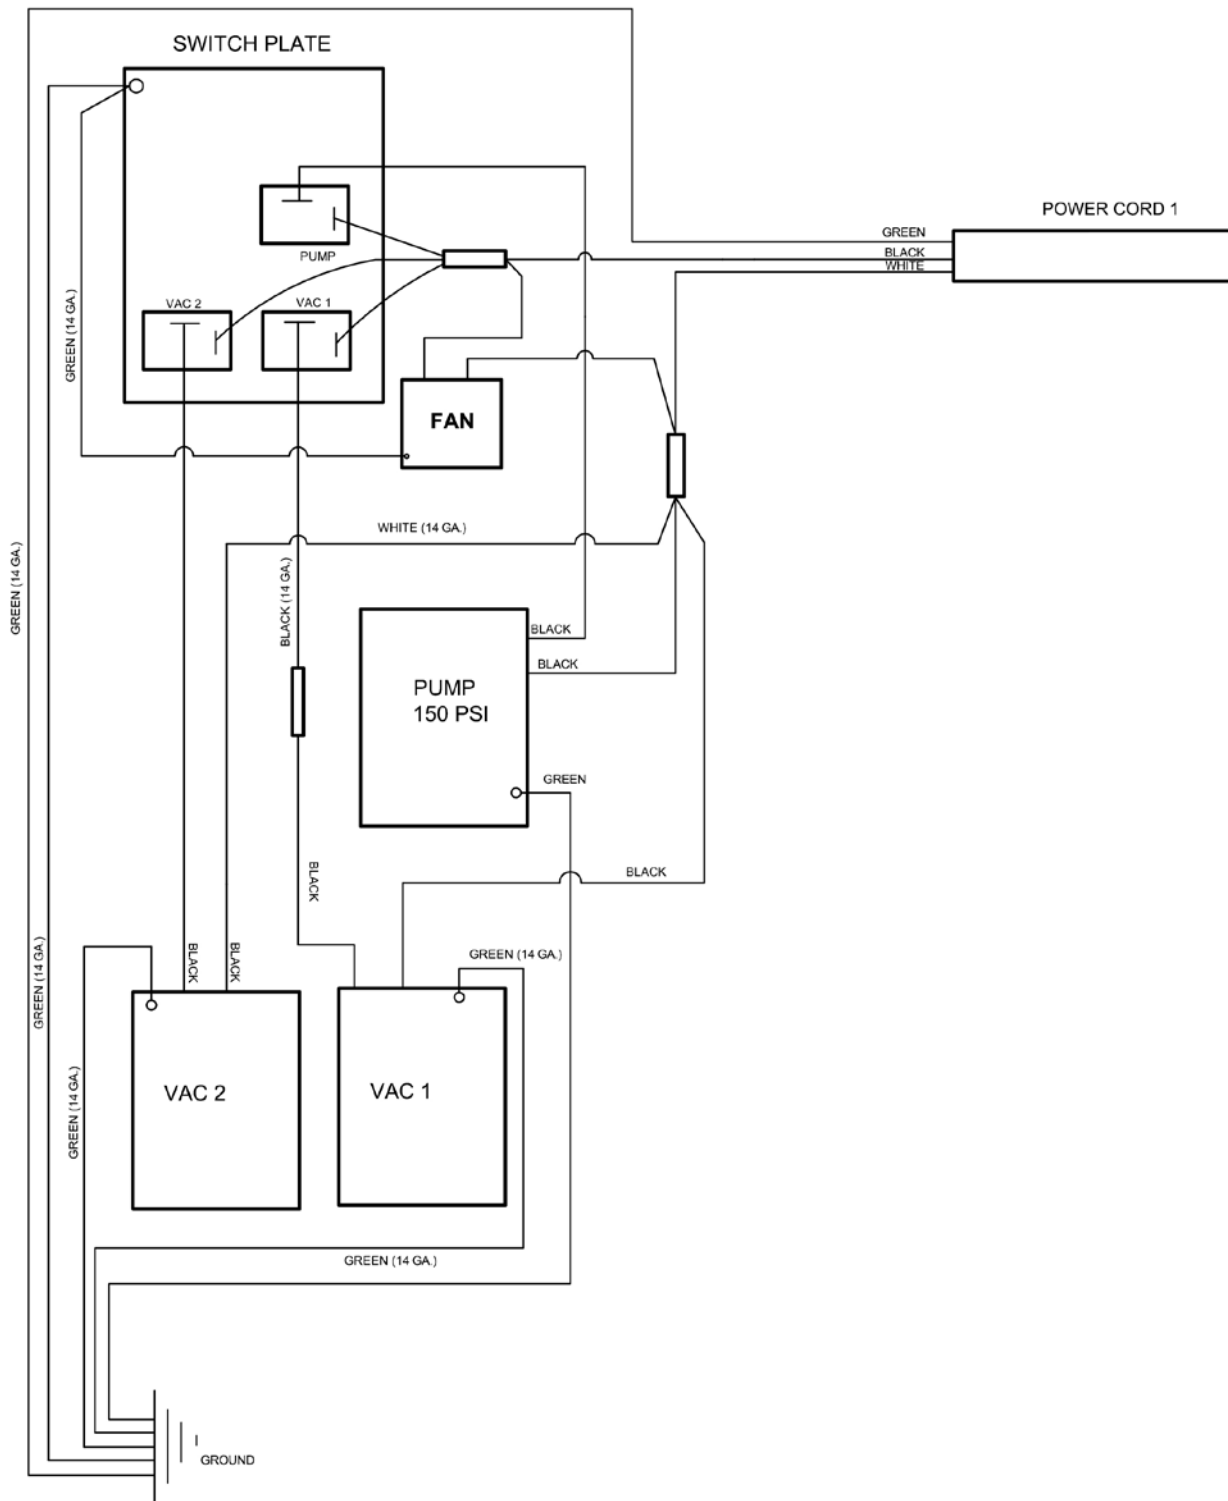 SWITCH PLATE
POWER CORD 1
GREEN
BLACK
WHITE
PUMP
VAC 2
VAC 1
GREEN (14 GA.)
FAN
WHITE (14 GA.)
GREEN (14 GA.)
BLACK (14 GA.)
BLACK
BLACK
PUMP
150 PSI
GREEN
BLACK
BLACK
GREEN (14 GA.)
BLACK
BLACK
GREEN (14 GA.)
VAC 2
VAC 1
GREEN (14 GA.)
GREEN (14 GA.)
GROUND